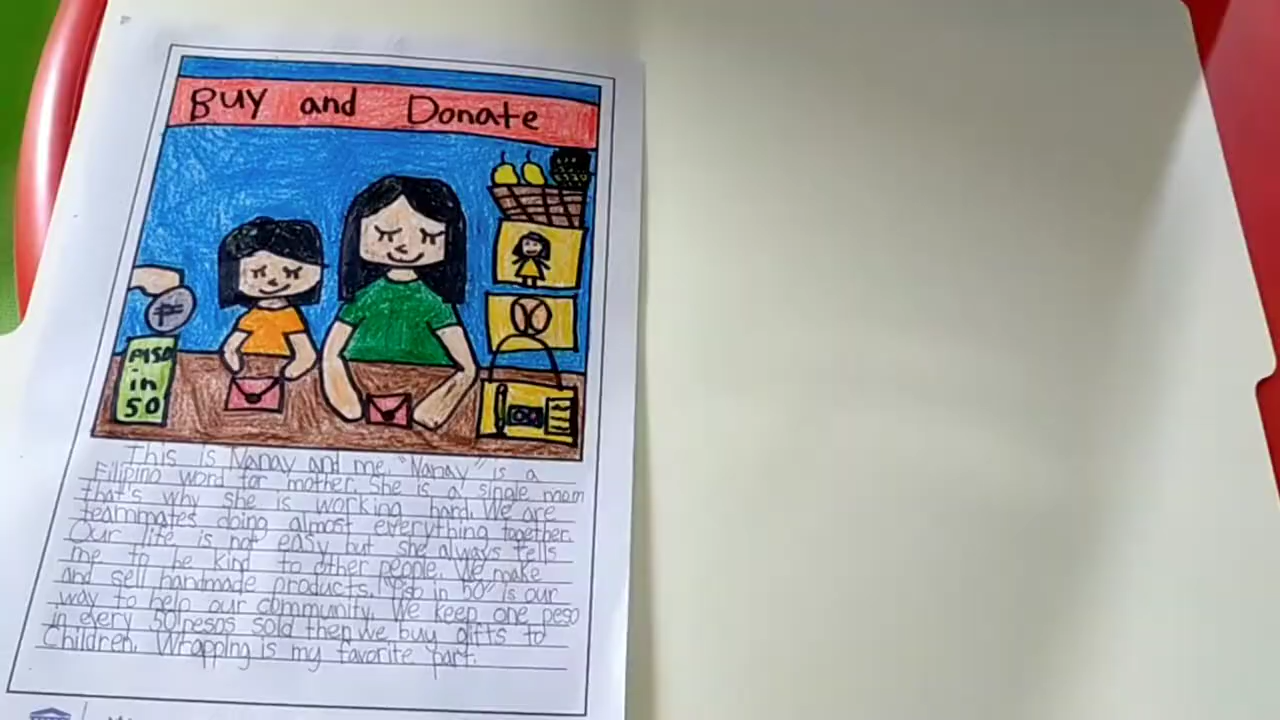 Buy and Donate
₱
PISO
in
50
This is Nanay and me. "Nanay" is a
Filipino word for mother. She is a single mom
that's why she is working hard. We are
teammates doing almost everything together.
Our life is not easy but she always tells
me to be kind to other people. We make
and sell handmade products. "Piso in 50" is our
way to help our community. We keep one peso
in every 50 pesos sold then we buy gifts to
Children. Wrapping is my favorite part.